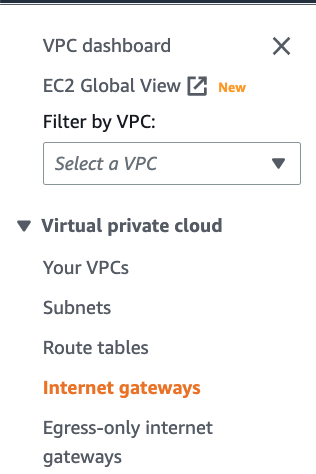 VPC dashboard
EC2 Global View New
Filter by VPC:
Select a VPC
Virtual private cloud
Your VPCs
Subnets
Route tables
Internet gateways
Egress-only internet
gateways